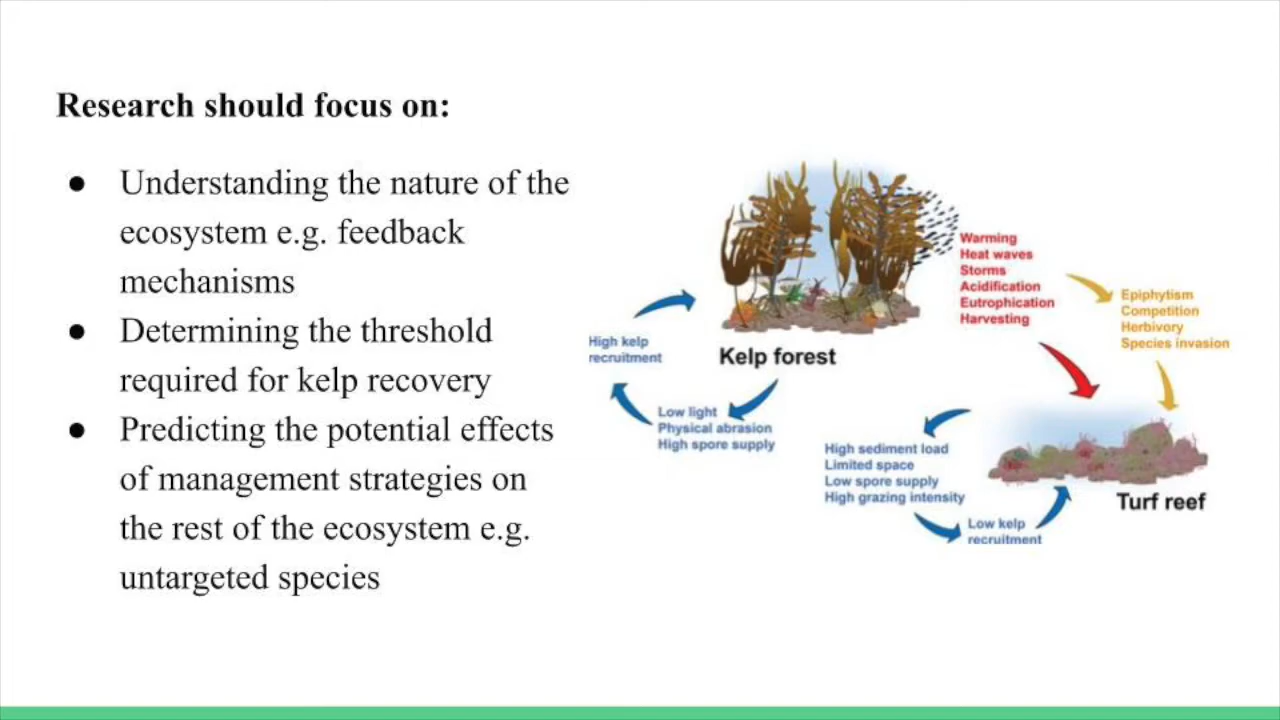 Research should focus on:
● Understanding the nature of the
ecosystem e.g. feedback
mechanisms
● Determining the threshold
required for kelp recovery
● Predicting the potential effects
of management strategies on
the rest of the ecosystem e.g.
untargeted species
Warming
Heat waves
Storms
Acidification
Eutrophication
Harvesting
Epiphytism
Competition
Herbivory
Species invasion
High kelp
recruitment
Kelp forest
Low light
Physical abrasion
High spore supply
High sediment load
Limited space
Low spore supply
High grazing intensity
Turf reef
Low kelp
recruitment